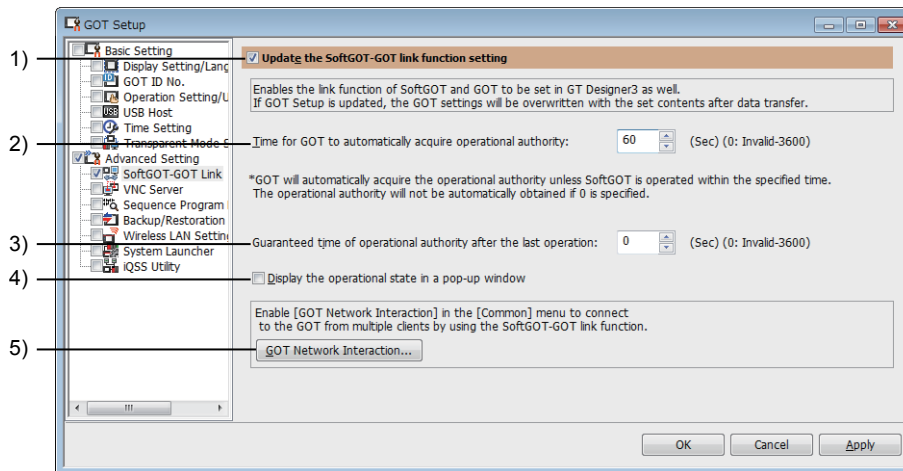 GOT Setup
1)
2)
3)
4)
5)
Basic Setting
Display Setting/Lang
GOT ID No.
Operation Setting/U
USB Host
Time Setting
Transparent Mode S
Advanced Setting
SoftGOT-GOT Link
VNC Server
Sequence Program
Backup/Restoration
Wireless LAN Settin
System Launcher
iQSS Utility
Update the SoftGOT-GOT link function setting
Enables the link function of SoftGOT and GOT to be set in GT Designer3 as well.
If GOT Setup is updated, the GOT settings will be overwritten with the set contents after data transfer.
Time for GOT to automatically acquire operational authority: 60 (Sec) (0: Invalid-3600)
*GOT will automatically acquire the operational authority unless SoftGOT is operated within the specified time.
The operational authority will not be automatically obtained if 0 is specified.
Guaranteed time of operational authority after the last operation: 0 (Sec) (0: Invalid-3600)
Display the operational state in a pop-up window
Enable [GOT Network Interaction] in the [Common] menu to connect
to the GOT from multiple clients by using the SoftGOT-GOT link function.
GOT Network Interaction...
OK Cancel Apply